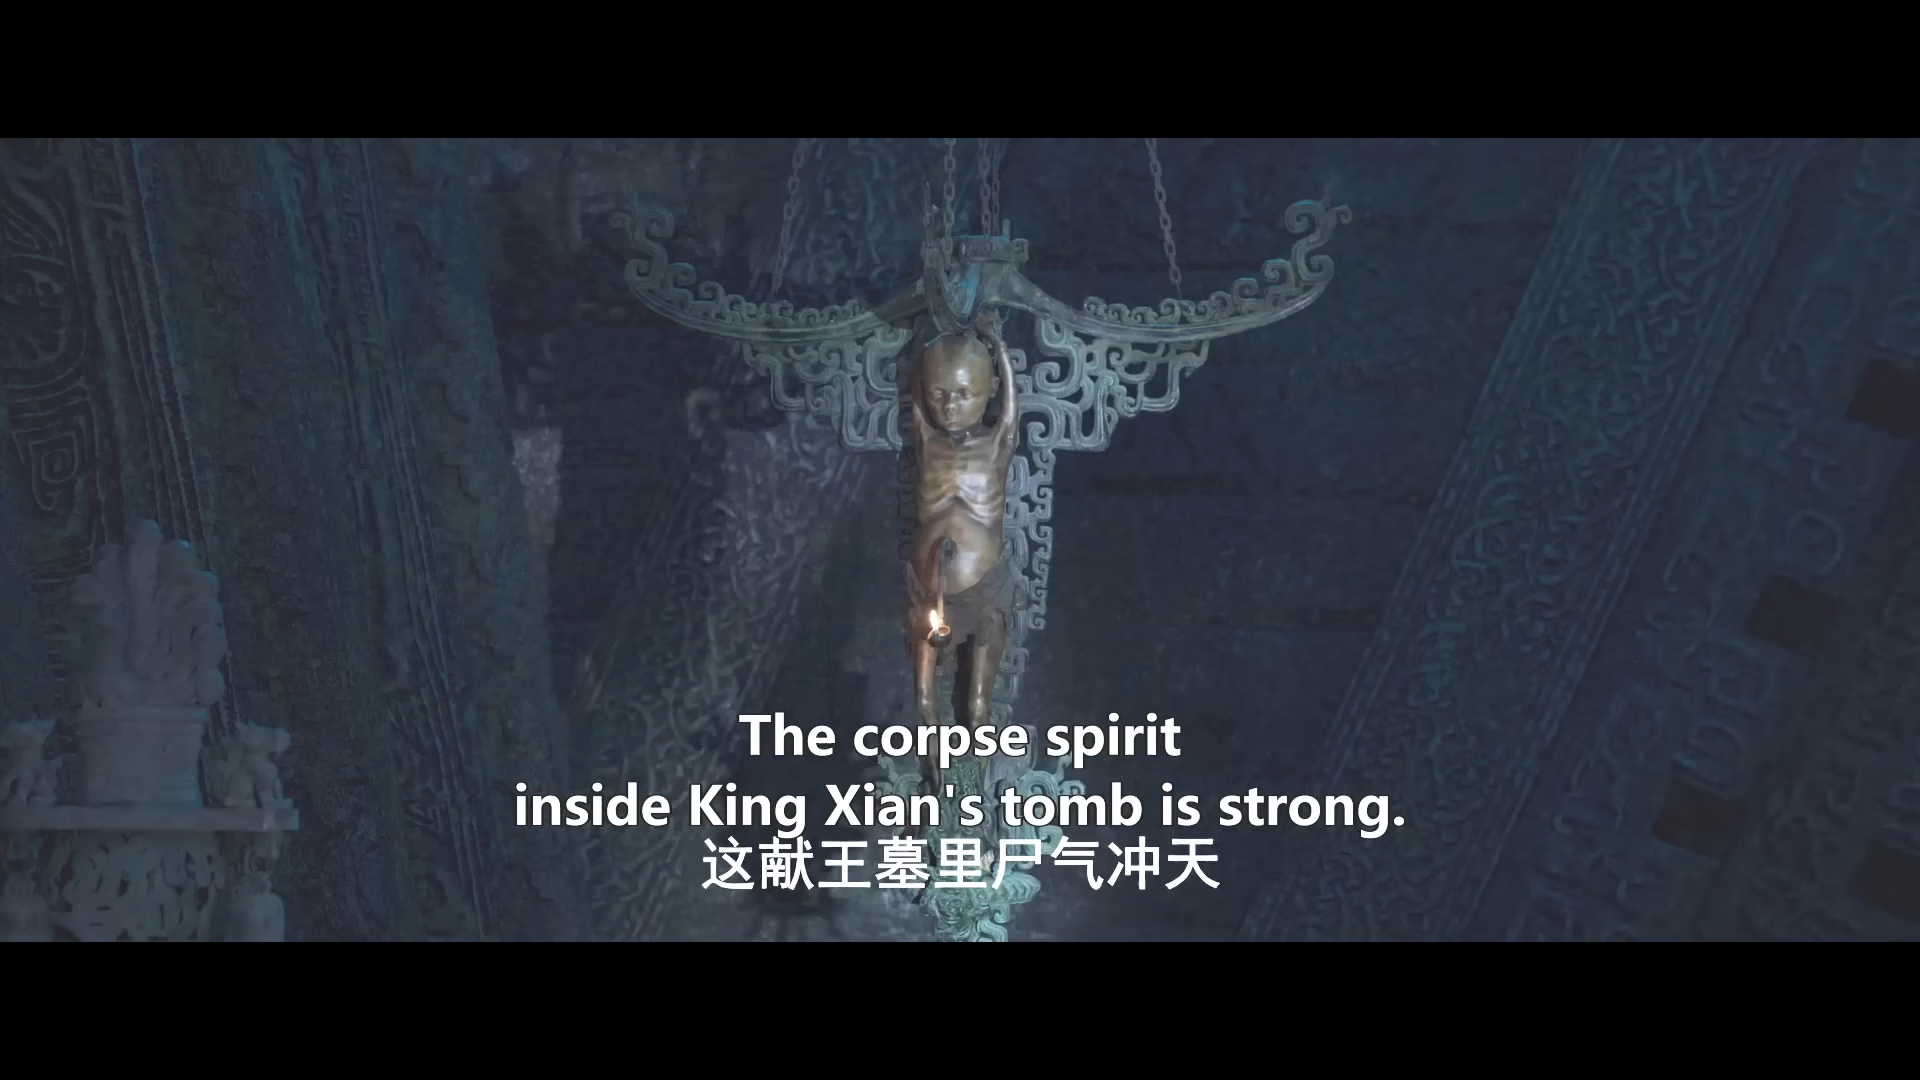 The corpse spirit
inside King Xian's tomb is strong.
这献王墓里尸气冲天